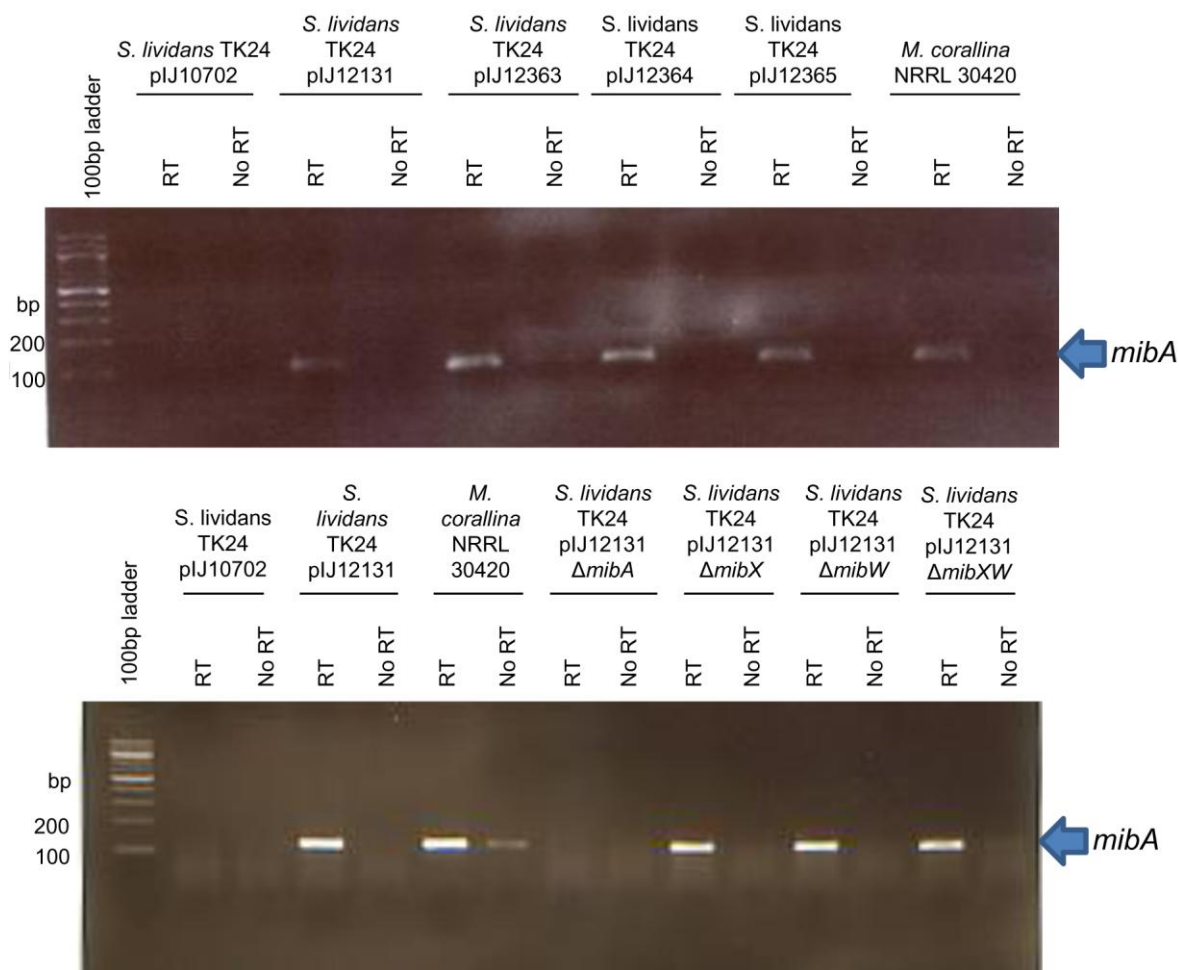 S. lividans TK24
pIJ10702
S. lividans
TK24
pIJ12131
S. lividans
TK24
pIJ12363
S. lividans
TK24
pIJ12364
S. lividans
TK24
pIJ12365
M. corallina
NRRL 30420
100bp ladder
RT
No RT
RT
No RT
RT
No RT
RT
No RT
RT
No RT
RT
No RT
bp
200
100
mibA
S. lividans
TK24
pIJ10702
S.
lividans
TK24
pIJ12131
M.
corallina
NRRL
30420
S. lividans
TK24
pIJ12131
ΔmibA
S. lividans
TK24
pIJ12131
ΔmibX
S. lividans
TK24
pIJ12131
ΔmibW
S. lividans
TK24
pIJ12131
ΔmibXW
100bp ladder
RT
No RT
RT
No RT
RT
No RT
RT
No RT
RT
No RT
RT
No RT
RT
No RT
bp
200
100
mibA